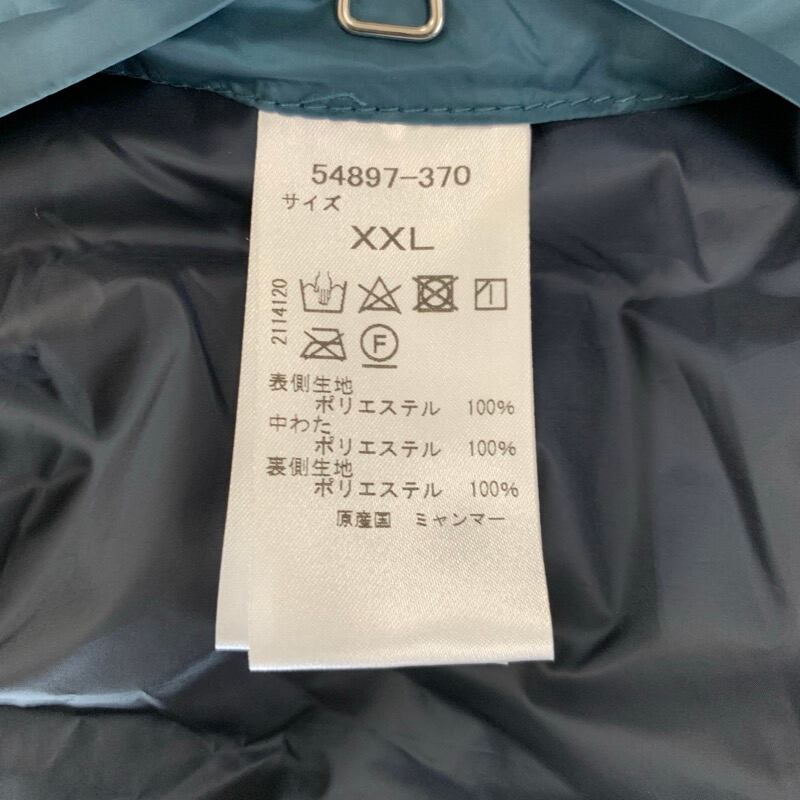 54897-370
サイズ
XXL
2114120
F
表側生地
ポリエステル 100%
中わた
ポリエステル 100%
裏側生地
ポリエステル 100%
原産国 ミャンマー